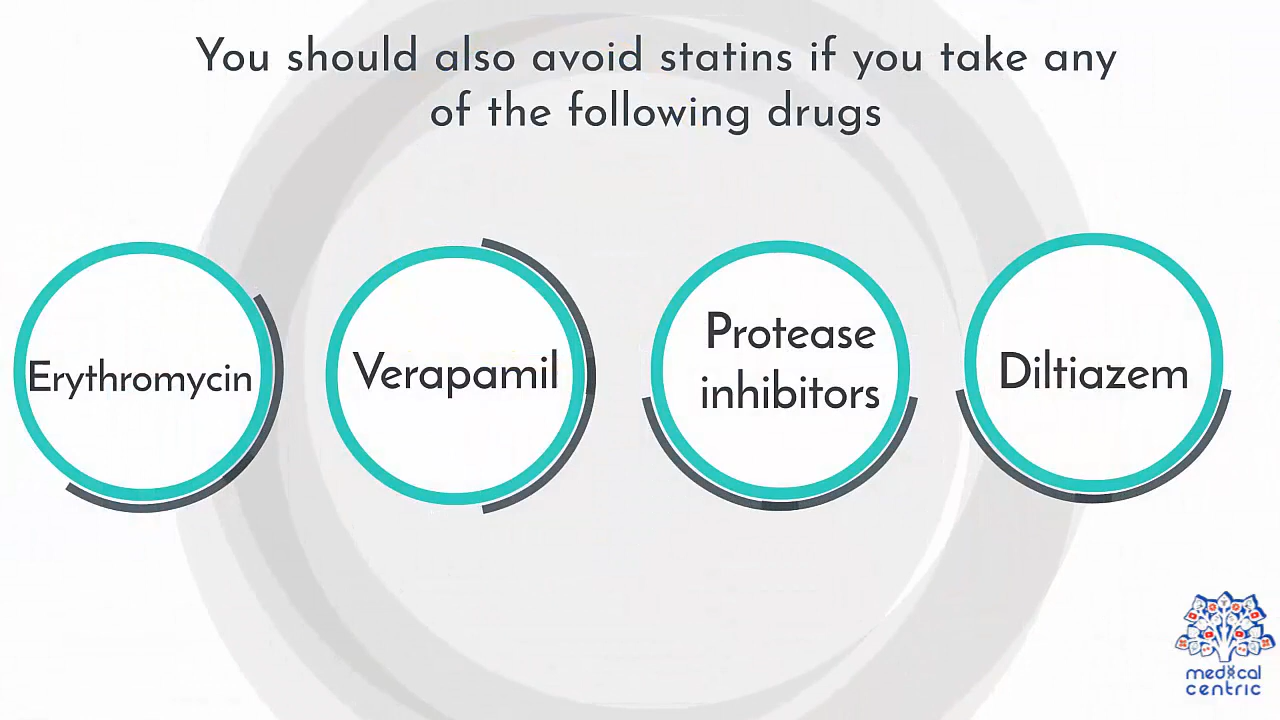 You should also avoid statins if you take any
of the following drugs
Erythromycin
Verapamil
Protease
inhibitors
Diltiazem
medical
centric